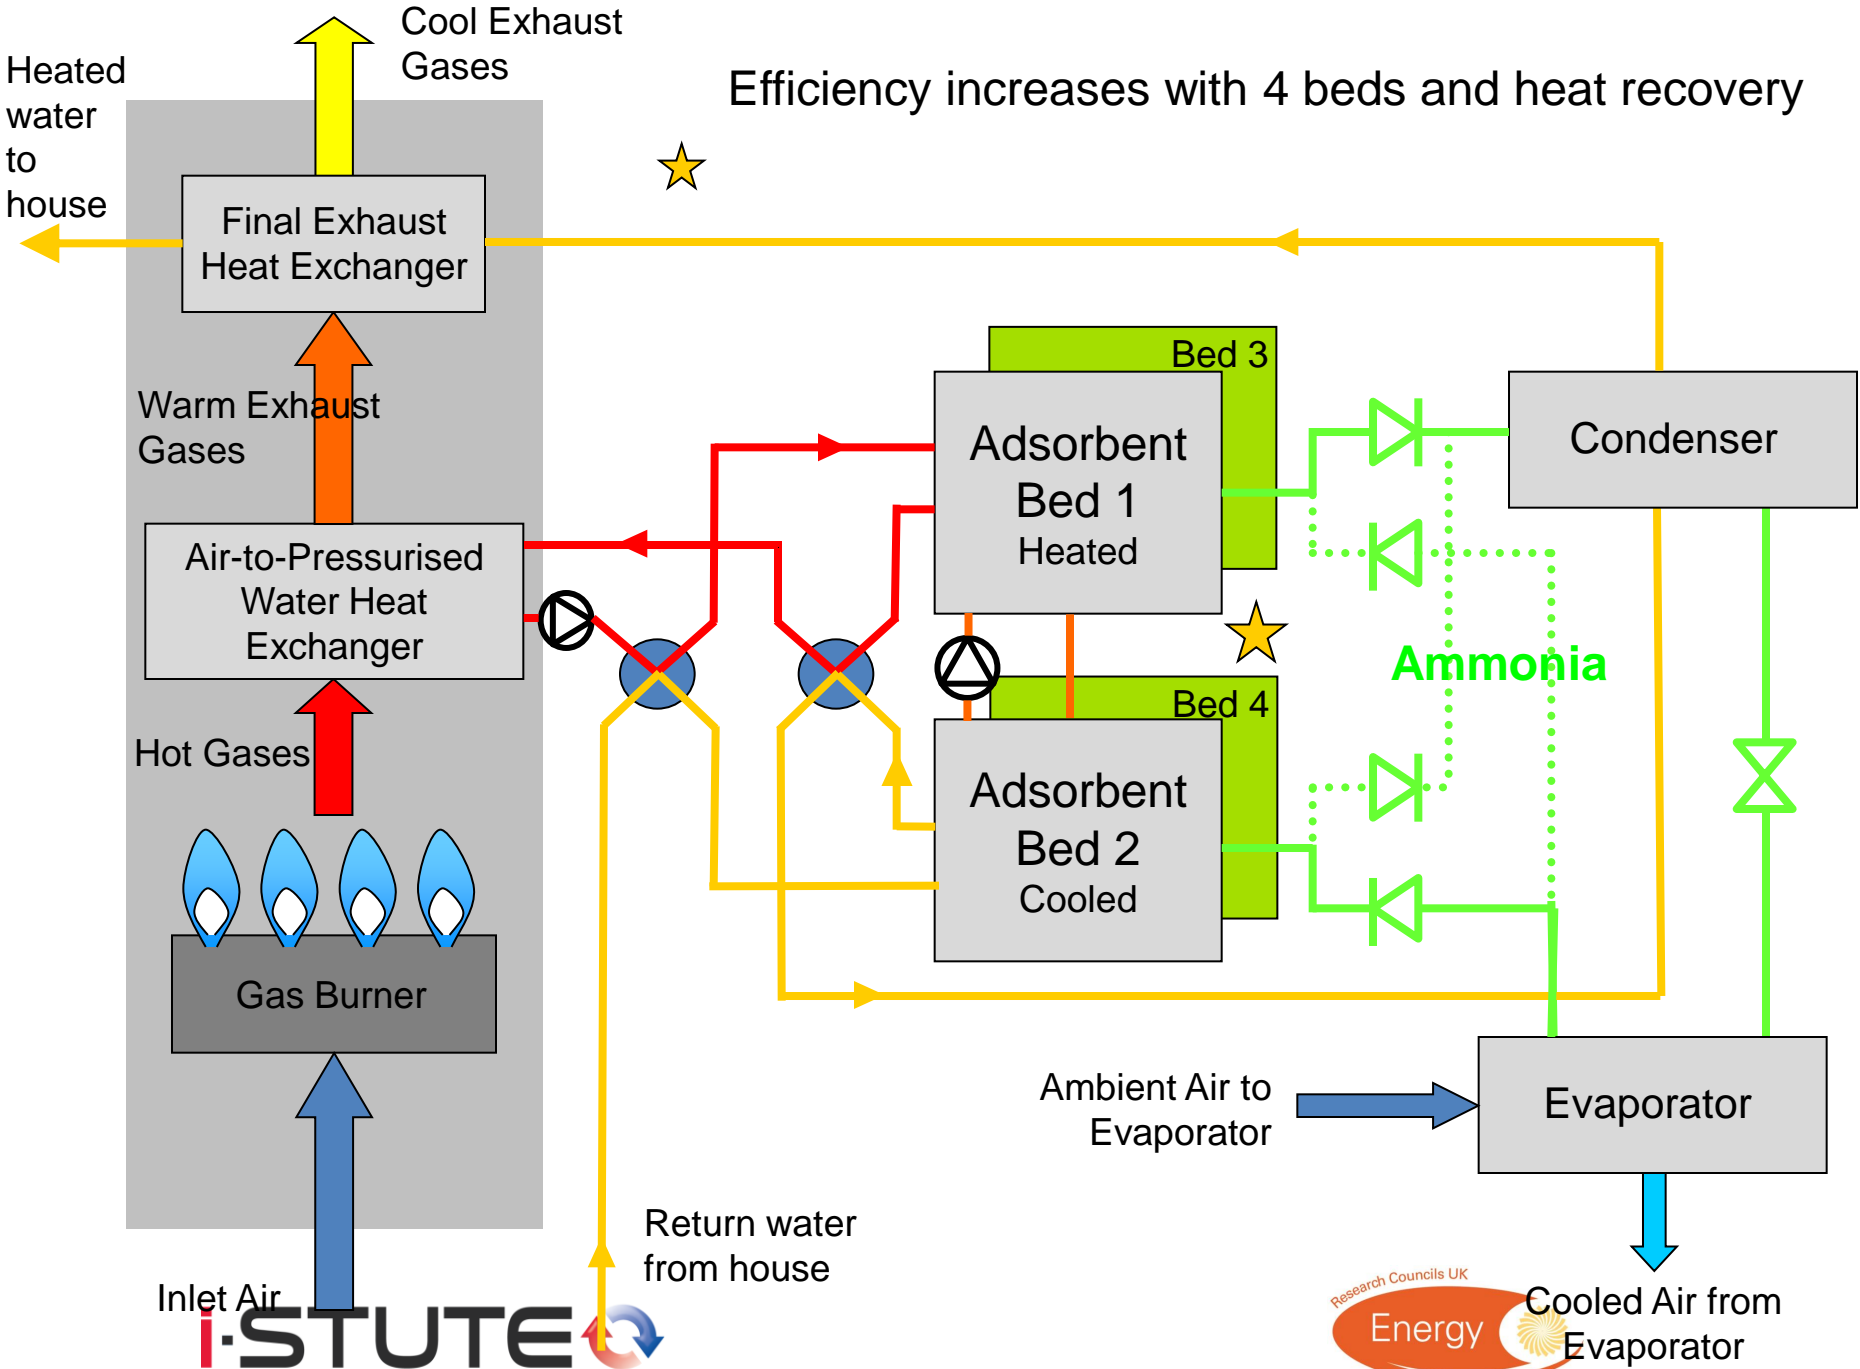 Cool Exhaust
Gases
Heated
water
to
house
Efficiency increases with 4 beds and heat recovery
Final Exhaust
Heat Exchanger
Warm Exhaust
Gases
Air-to-Pressurised
Water Heat
Exchanger
Hot Gases
Gas Burner
Inlet Air
Bed 3
Adsorbent
Bed 1
Heated
Condenser
Ammonia
Bed 4
Adsorbent
Bed 2
Cooled
Ambient Air to
Evaporator
Evaporator
Return water
from house
Cooled Air from
Evaporator
i·STUTE
Research Councils UK
Energy